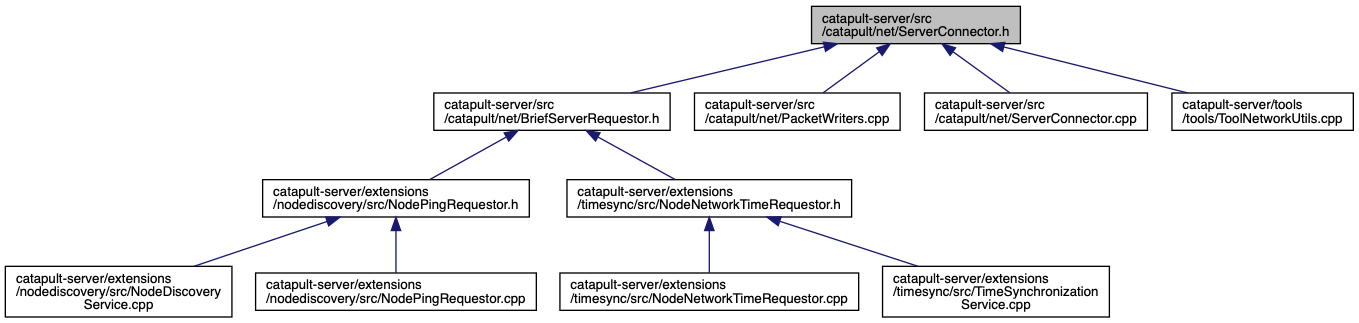 catapult-server/src
/catapult/net/ServerConnector.h
catapult-server/src
/catapult/net/BriefServerRequestor.h
catapult-server/src
/catapult/net/PacketWriters.cpp
catapult-server/src
/catapult/net/ServerConnector.cpp
catapult-server/tools
/tools/ToolNetworkUtils.cpp
catapult-server/extensions
/nodediscovery/src/NodePingRequestor.h
catapult-server/extensions
/timesync/src/NodeNetworkTimeRequestor.h
catapult-server/extensions
/nodediscovery/src/NodeDiscovery
Service.cpp
catapult-server/extensions
/nodediscovery/src/NodePingRequestor.cpp
catapult-server/extensions
/timesync/src/NodeNetworkTimeRequestor.cpp
catapult-server/extensions
/timesync/src/TimeSynchronization
Service.cpp